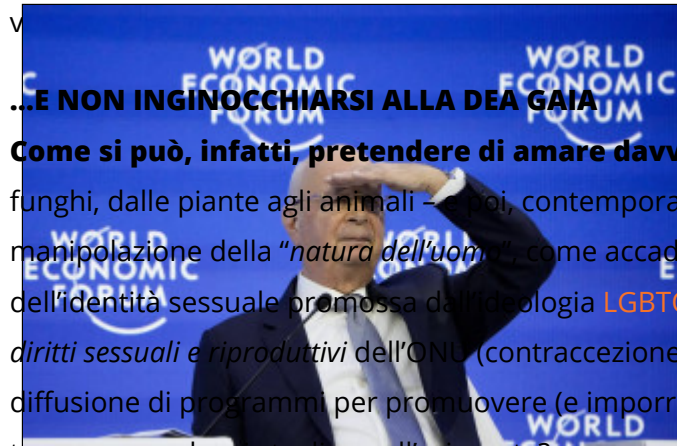 v
WORLD ECONOMIC FORUM
WORLD ECONOMIC FORUM
...E NON INGINOCCHIARSI ALLA DEA GAIA
Come si può, infatti, pretendere di amare davv
funghi, dalle piante agli animali – e poi, contempora
manipolazione della “natura dell’uomo”, come accad
WORLD ECONOMIC
dell’identità sessuale promossa dall’ideologia LGBT
diritti sessuali e riproduttivi dell’ONU (contraccezione
diffusione di programmi per promuovere (e imporr
WORLD